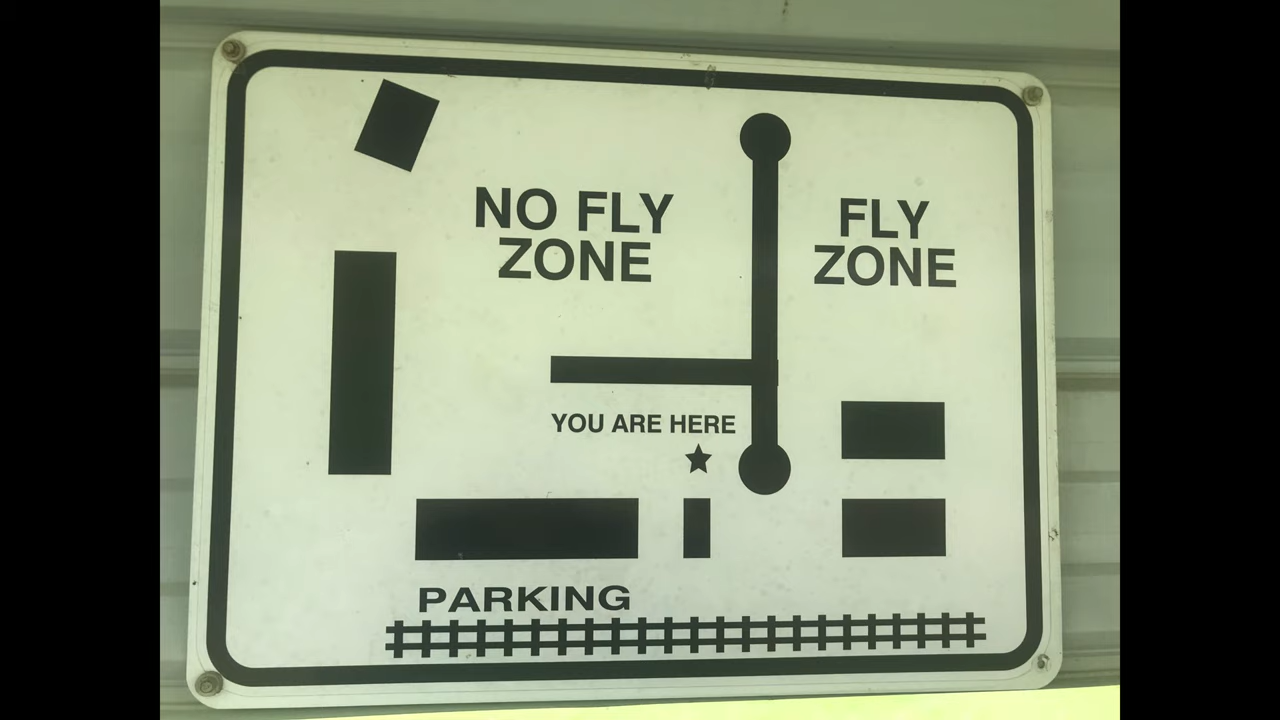 NO FLY
ZONE
FLY
ZONE
YOU ARE HERE
PARKING